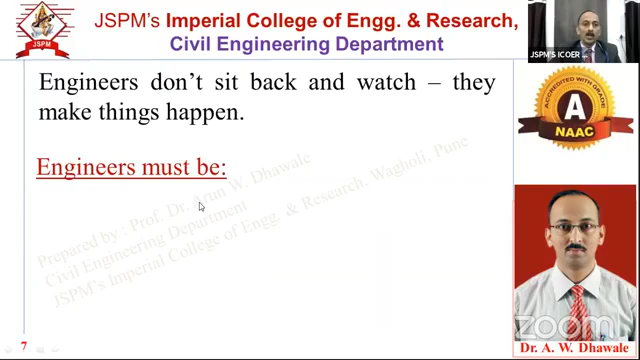 JSPM
JSPM's Imperial College of Engg. & Research,
Civil Engineering Department
JSPM'S ICOER ...
Engineers don't sit back and watch – they
make things happen.
Engineers must be:
Prepared by : Prof. Dr. Arun W. Dhawale
Civil Engineering Department
JSPM's Imperial College of Engg. & Research, Wagholi, Pune
ACCREDITED WITH GRADE
A
NAAC
zoom
7
Dr. A. W. Dhawale